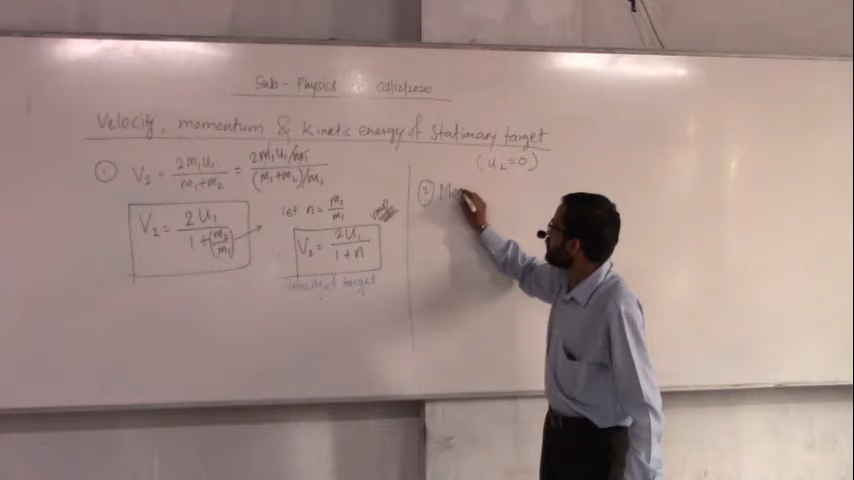 Sub - Physics 02/12/2020
Velocity, momentum & kinetic energy of Stationary target
(u₂=0)
① V₂ = 2m₁u₁/(m₁+m₂) = (2m₁u₁/m₁)/((m₁+m₂)/m₁)
V₂ = 2u₁/(1+(m₂/m₁))
let n = m₂/m₁
V₂ = 2u₁/(1+n)
velocity of target
② Mom